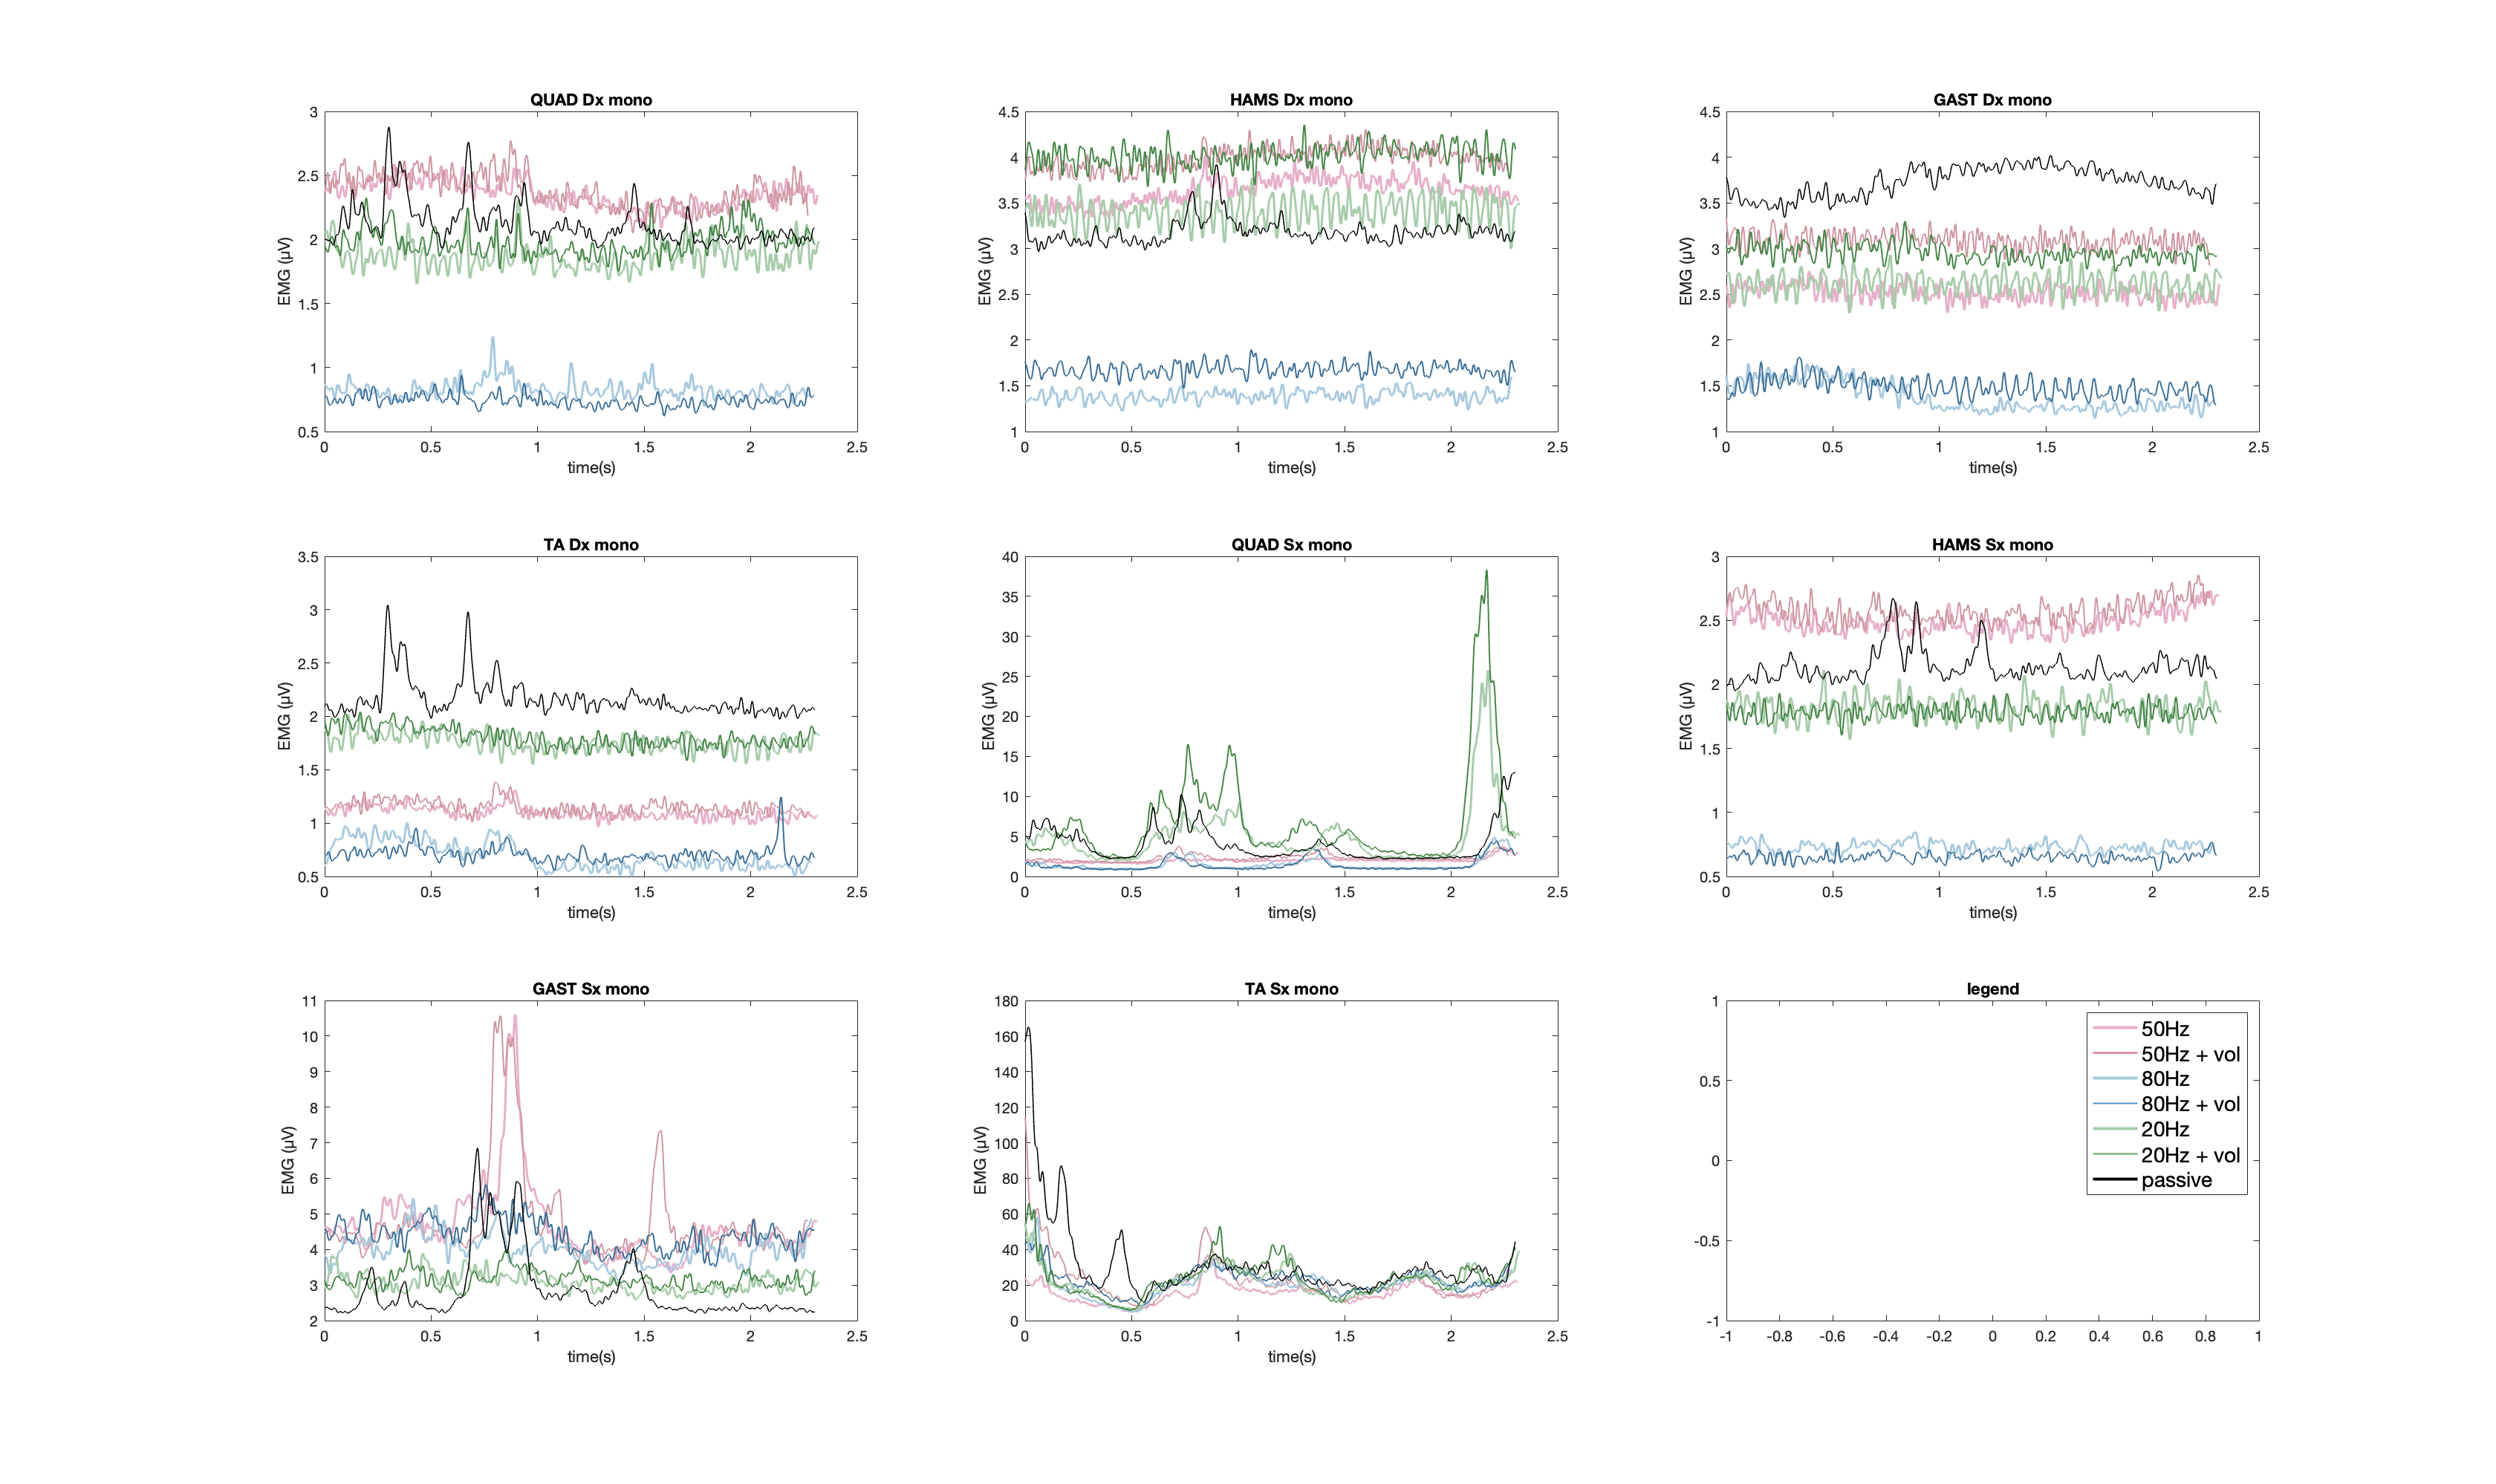 QUAD Dx mono
3
2.5
2
1.5
1
0.5
EMG (µV)
0 0.5 1 1.5 2 2.5
time(s)
HAMS Dx mono
4.5
4
3.5
3
2.5
2
1.5
1
EMG (µV)
0 0.5 1 1.5 2 2.5
time(s)
GAST Dx mono
4.5
4
3.5
3
2.5
2
1.5
1
EMG (µV)
0 0.5 1 1.5 2 2.5
time(s)
TA Dx mono
3.5
3
2.5
2
1.5
1
0.5
EMG (µV)
0 0.5 1 1.5 2 2.5
time(s)
QUAD Sx mono
40
35
30
25
20
15
10
5
0
EMG (µV)
0 0.5 1 1.5 2 2.5
time(s)
HAMS Sx mono
3
2.5
2
1.5
1
0.5
EMG (µV)
0 0.5 1 1.5 2 2.5
time(s)
GAST Sx mono
11
10
9
8
7
6
5
4
3
2
EMG (µV)
0 0.5 1 1.5 2 2.5
time(s)
TA Sx mono
180
160
140
120
100
80
60
40
20
0
EMG (µV)
0 0.5 1 1.5 2 2.5
time(s)
legend
1
0.5
0
-0.5
-1
-1 -0.8 -0.6 -0.4 -0.2 0 0.2 0.4 0.6 0.8 1
50Hz
50Hz + vol
80Hz
80Hz + vol
20Hz
20Hz + vol
passive